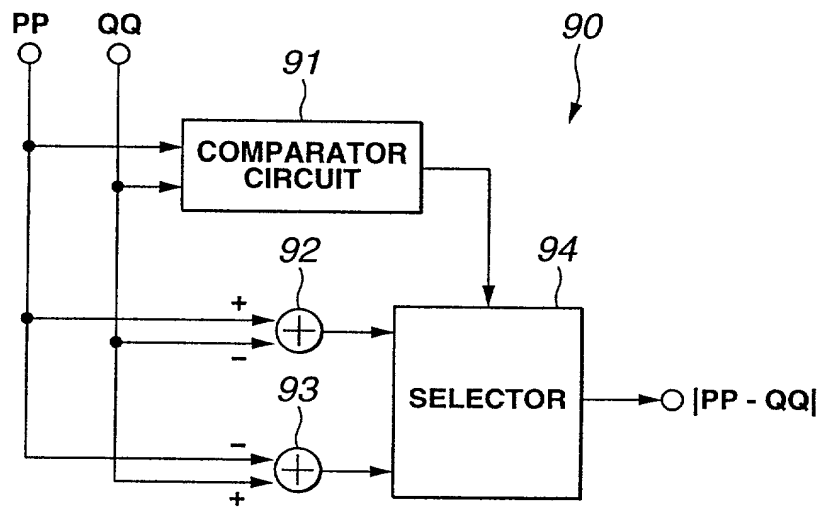 PP QQ
90
91
COMPARATOR
CIRCUIT
92
94
+
-
SELECTOR
|PP - QQ|
93
-
+